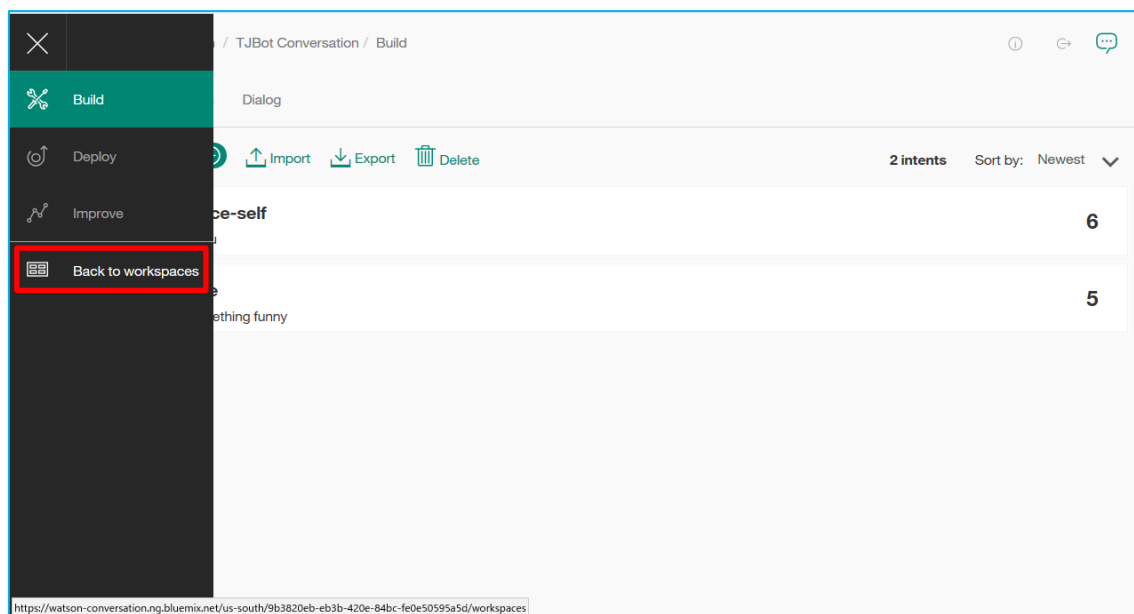 / TJBot Conversation / Build
Build
Dialog
Deploy
Import Export Delete
2 intents Sort by: Newest
Improve
ce-self
6
Back to workspaces
5
ething funny
https://watson-conversation.ng.bluemix.net/us-south/9b3820eb-eb3b-420e-84bc-fe0e50595a5d/workspaces